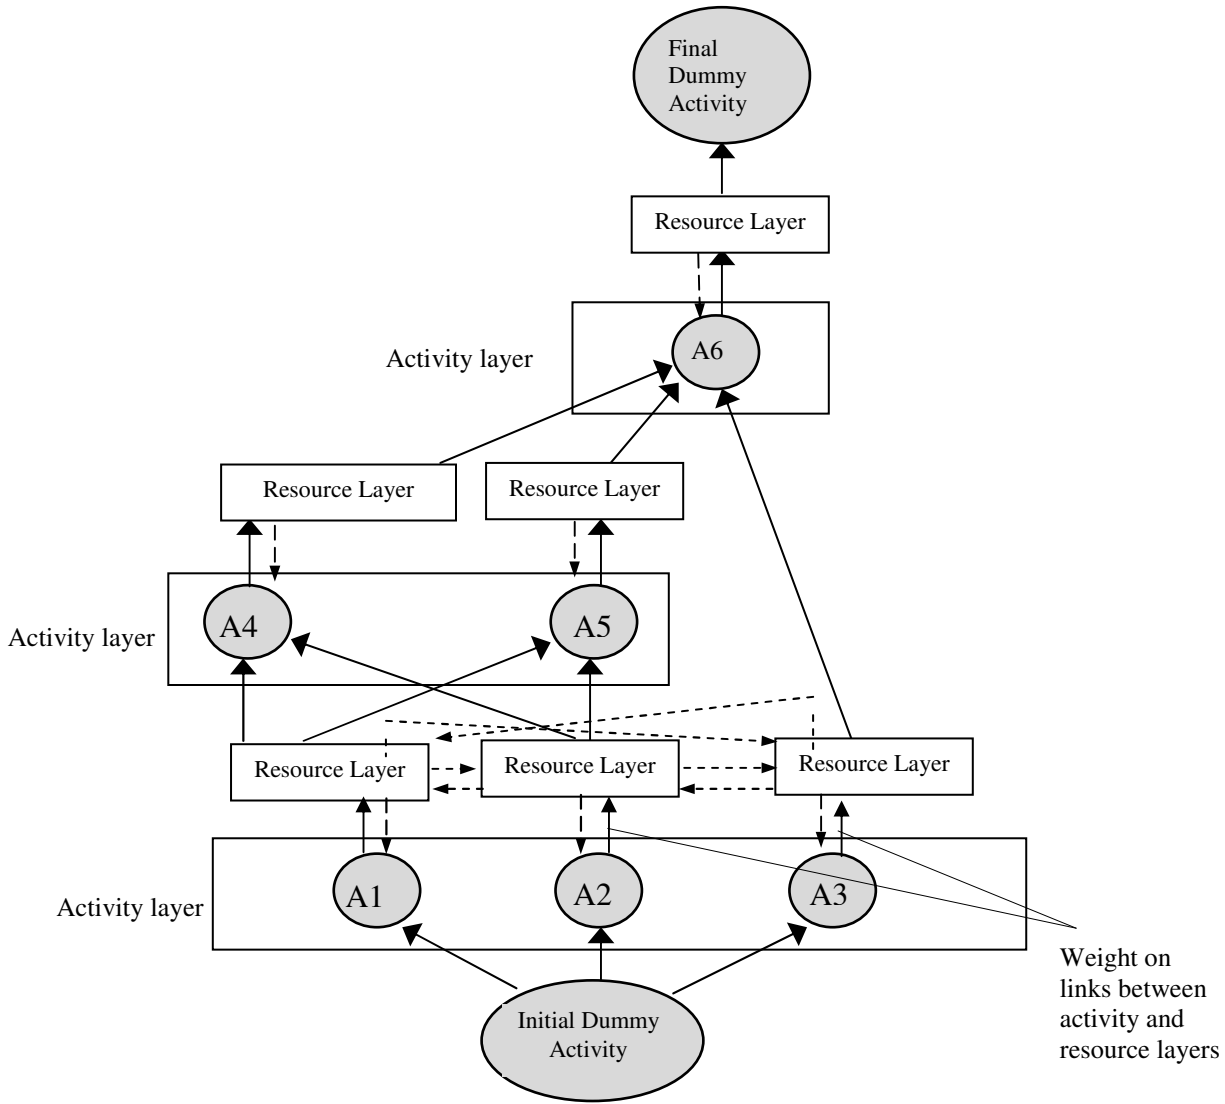 Final
Dummy
Activity
Resource Layer
Activity layer
A6
Resource Layer
Resource Layer
Activity layer
A4
A5
Resource Layer
Resource Layer
Resource Layer
Activity layer
A1
A2
A3
Weight on
links between
activity and
resource layers
Initial Dummy
Activity